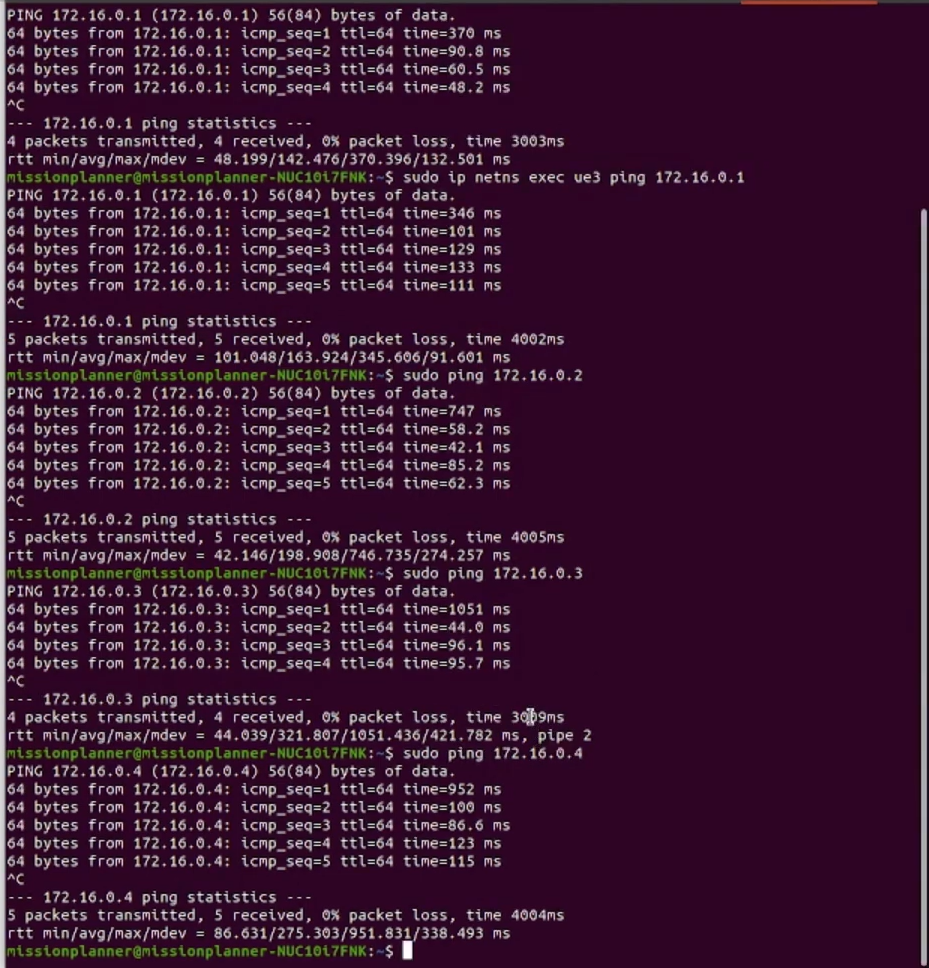 PING 172.16.0.1 (172.16.0.1) 56(84) bytes of data.
64 bytes from 172.16.0.1: icmp_seq=1 ttl=64 time=370 ms
64 bytes from 172.16.0.1: icmp_seq=2 ttl=64 time=90.8 ms
64 bytes from 172.16.0.1: icmp_seq=3 ttl=64 time=60.5 ms
64 bytes from 172.16.0.1: icmp_seq=4 ttl=64 time=48.2 ms
^C
--- 172.16.0.1 ping statistics ---
4 packets transmitted, 4 received, 0% packet loss, time 3003ms
rtt min/avg/max/mdev = 48.199/142.476/370.396/132.501 ms
missionplanner@missionplanner-NUC10i7FNK:~$ sudo ip netns exec ue3 ping 172.16.0.1
PING 172.16.0.1 (172.16.0.1) 56(84) bytes of data.
64 bytes from 172.16.0.1: icmp_seq=1 ttl=64 time=346 ms
64 bytes from 172.16.0.1: icmp_seq=2 ttl=64 time=101 ms
64 bytes from 172.16.0.1: icmp_seq=3 ttl=64 time=129 ms
64 bytes from 172.16.0.1: icmp_seq=4 ttl=64 time=133 ms
64 bytes from 172.16.0.1: icmp_seq=5 ttl=64 time=111 ms
^C
--- 172.16.0.1 ping statistics ---
5 packets transmitted, 5 received, 0% packet loss, time 4002ms
rtt min/avg/max/mdev = 101.048/163.924/345.606/91.601 ms
missionplanner@missionplanner-NUC10i7FNK:~$ sudo ping 172.16.0.2
PING 172.16.0.2 (172.16.0.2) 56(84) bytes of data.
64 bytes from 172.16.0.2: icmp_seq=1 ttl=64 time=747 ms
64 bytes from 172.16.0.2: icmp_seq=2 ttl=64 time=58.2 ms
64 bytes from 172.16.0.2: icmp_seq=3 ttl=64 time=42.1 ms
64 bytes from 172.16.0.2: icmp_seq=4 ttl=64 time=85.2 ms
64 bytes from 172.16.0.2: icmp_seq=5 ttl=64 time=62.3 ms
^C
--- 172.16.0.2 ping statistics ---
5 packets transmitted, 5 received, 0% packet loss, time 4005ms
rtt min/avg/max/mdev = 42.146/198.908/746.735/274.257 ms
missionplanner@missionplanner-NUC10i7FNK:~$ sudo ping 172.16.0.3
PING 172.16.0.3 (172.16.0.3) 56(84) bytes of data.
64 bytes from 172.16.0.3: icmp_seq=1 ttl=64 time=1051 ms
64 bytes from 172.16.0.3: icmp_seq=2 ttl=64 time=44.0 ms
64 bytes from 172.16.0.3: icmp_seq=3 ttl=64 time=96.1 ms
64 bytes from 172.16.0.3: icmp_seq=4 ttl=64 time=95.7 ms
^C
--- 172.16.0.3 ping statistics ---
4 packets transmitted, 4 received, 0% packet loss, time
rtt min/avg/max/mdev = 44.039/321.807/1051.436/421.782 ms, pipe 2
missionplanner@missionplanner-NUC10i7FNK:~$ sudo ping 172.16.0.4
PING 172.16.0.4 (172.16.0.4) 56(84) bytes of data.
64 bytes from 172.16.0.4: icmp_seq=1 ttl=64 time=952 ms
64 bytes from 172.16.0.4: icmp_seq=2 ttl=64 time=100 ms
64 bytes from 172.16.0.4: icmp_seq=3 ttl=64 time=86.6 ms
64 bytes from 172.16.0.4: icmp_seq=4 ttl=64 time=123 ms
64 bytes from 172.16.0.4: icmp_seq=5 ttl=64 time=115 ms
^C
--- 172.16.0.4 ping statistics ---
5 packets transmitted, 5 received, 0% packet loss, time 4004ms
rtt min/avg/max/mdev = 86.631/275.303/951.831/338.493 ms
missionplanner@missionplanner-NUC10i7FNK:~$